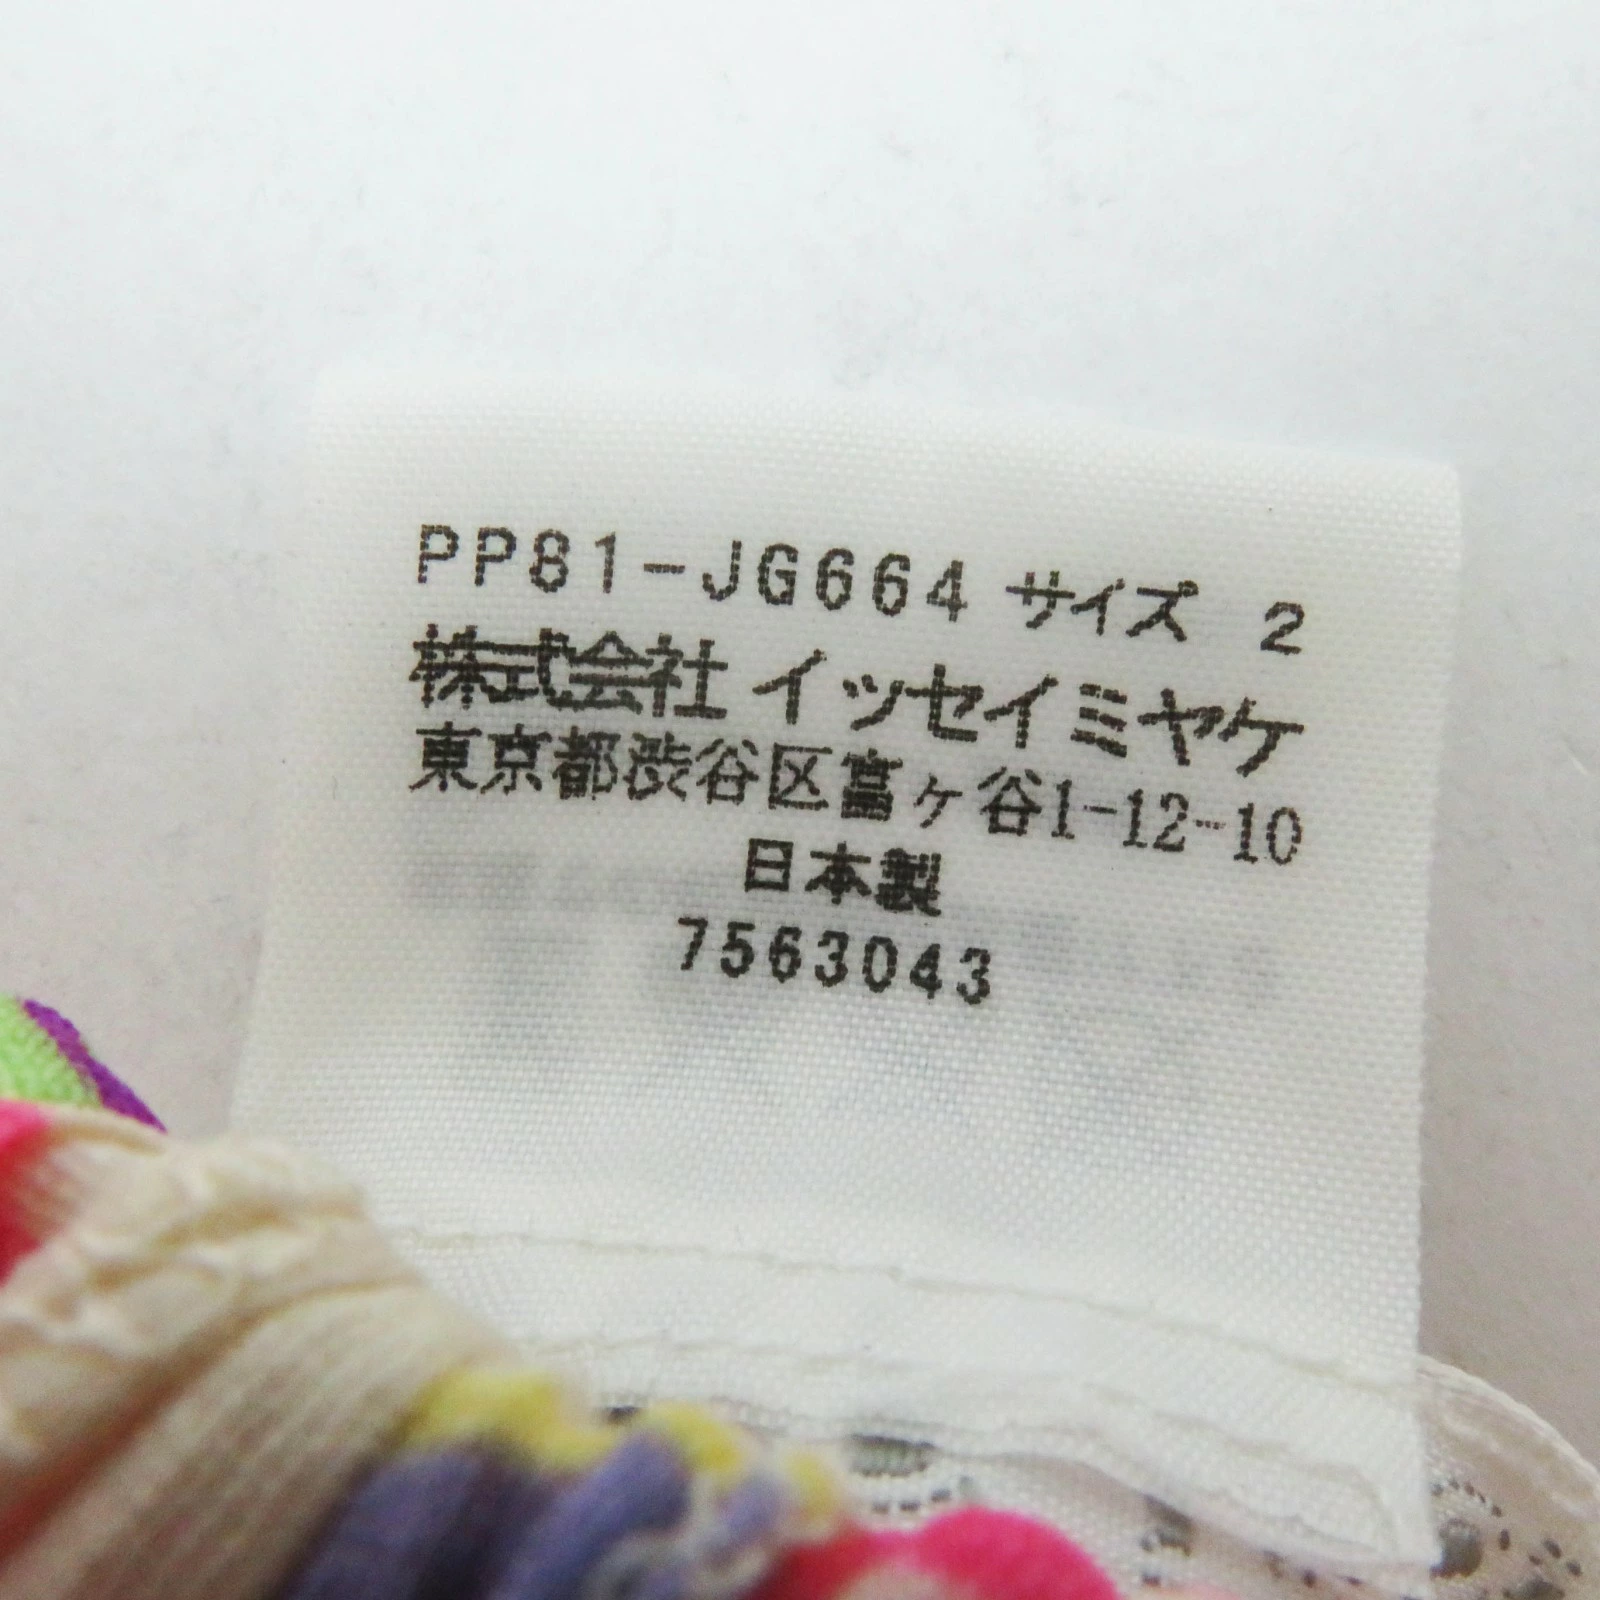 PP81-JG664 サイズ 2
株式会社 イッセイミヤケ
東京都渋谷区富ヶ谷1-12-10
日本製
7563043